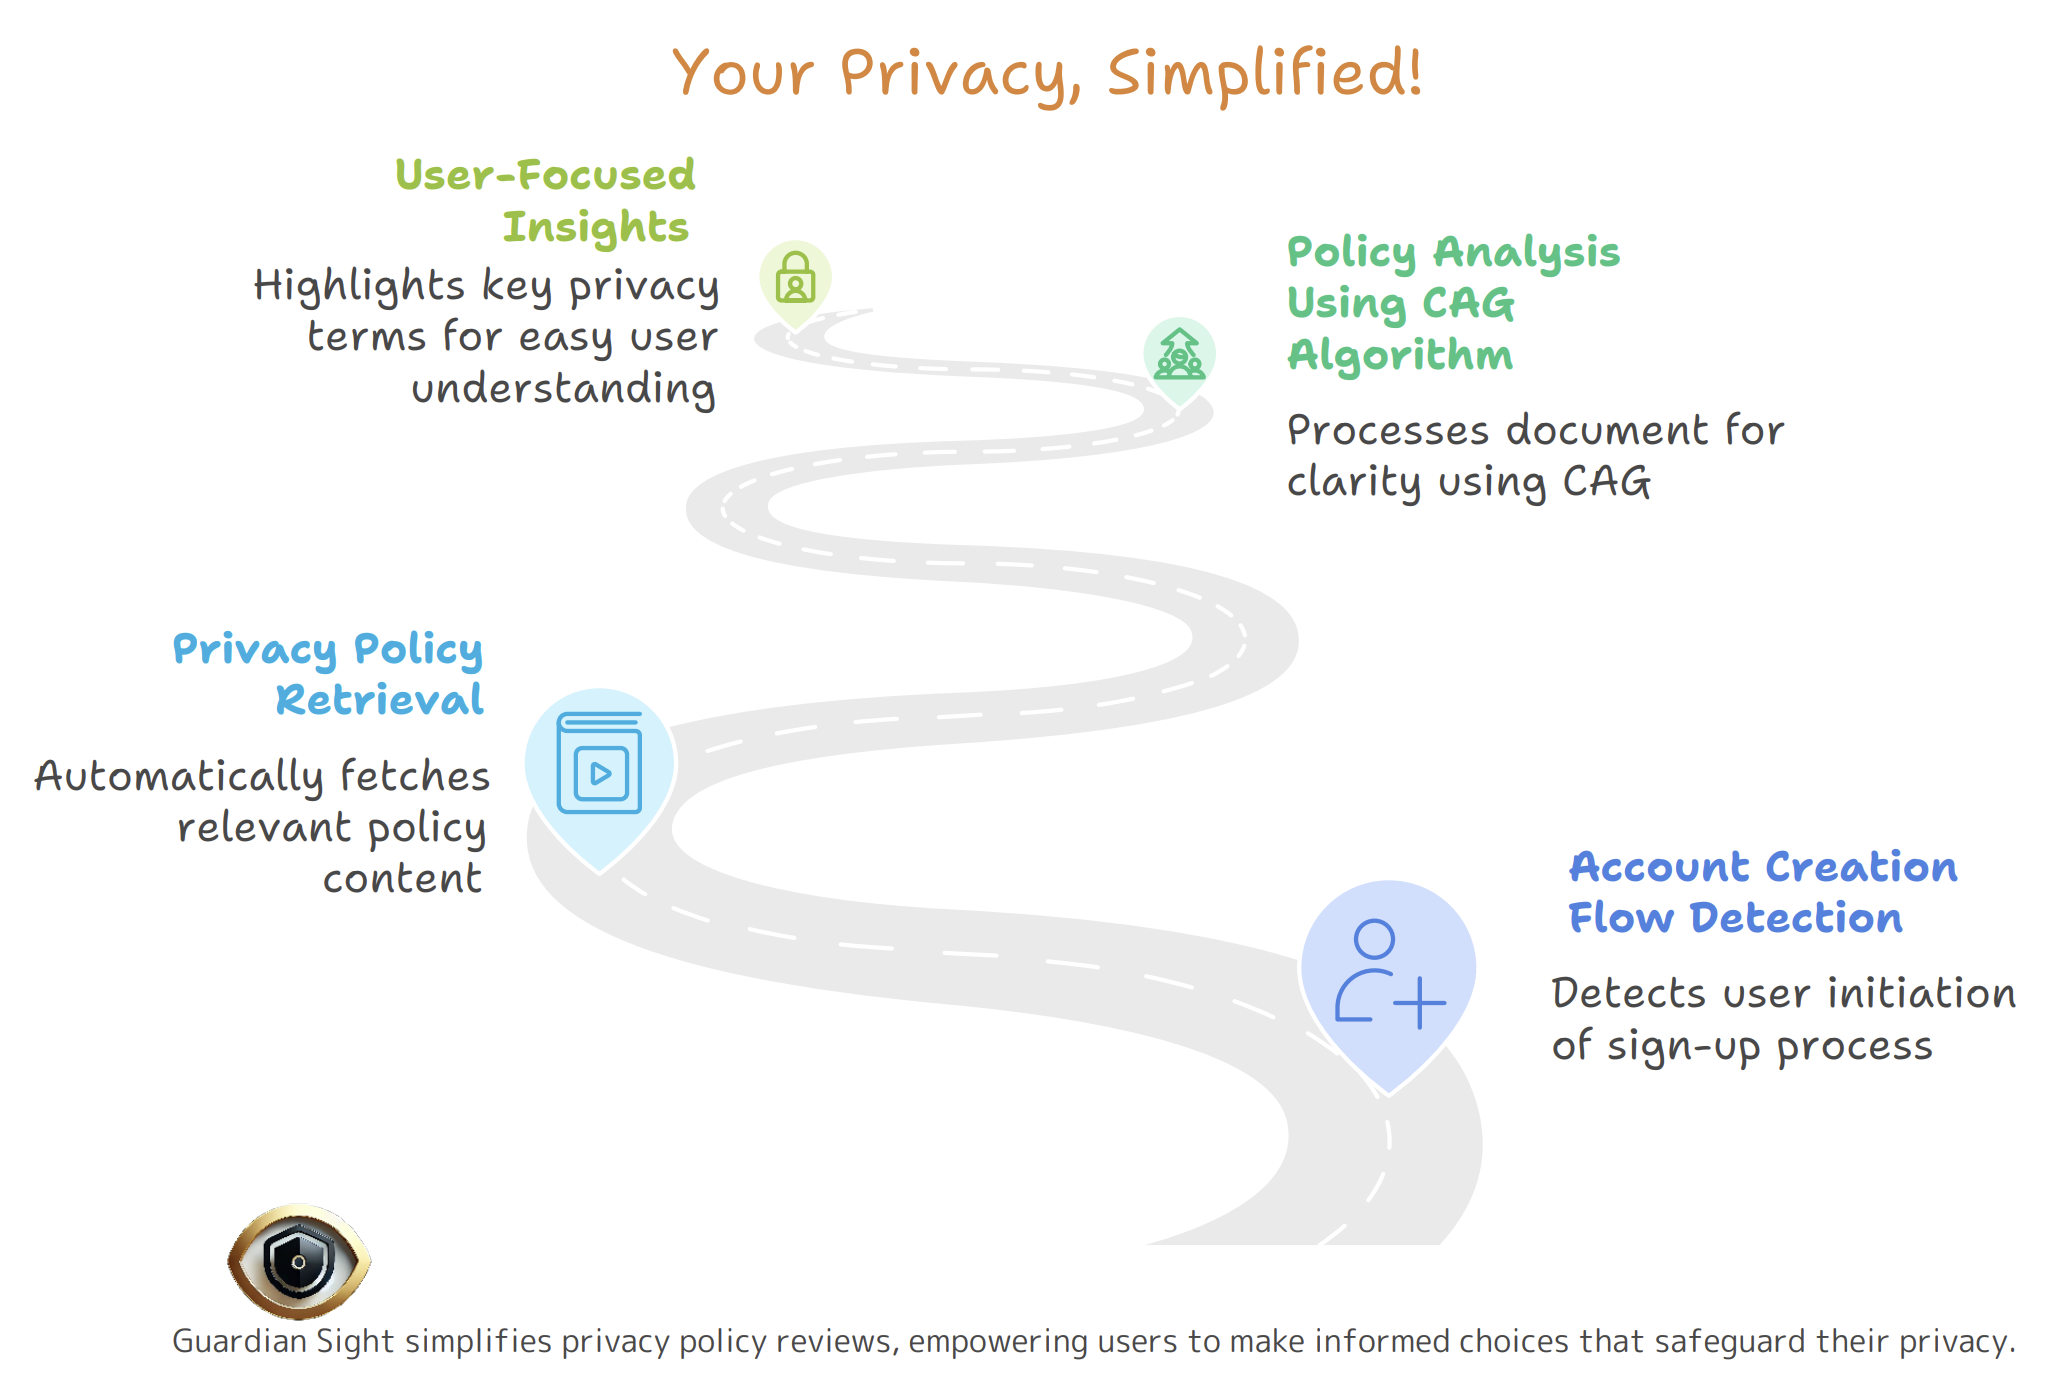 Your Privacy, Simplified!
User-Focused
Insights
Highlights key privacy
terms for easy user
understanding
Policy Analysis
Using CAG
Algorithm
Processes document for
clarity using CAG
Privacy Policy
Retrieval
Automatically fetches
relevant policy
content
Account Creation
Flow Detection
Detects user initiation
of sign-up process
Guardian Sight simplifies privacy policy reviews, empowering users to make informed choices that safeguard their privacy.